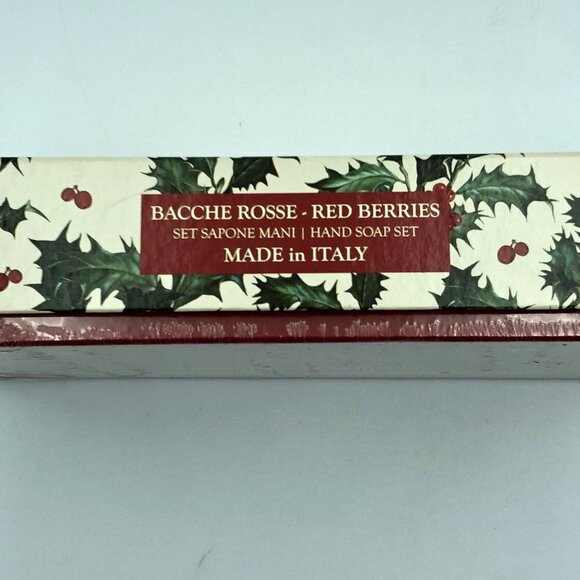 BACCHE ROSSE - RED BERRIES
SET SAPONE MANI | HAND SOAP SET
MADE in ITALY